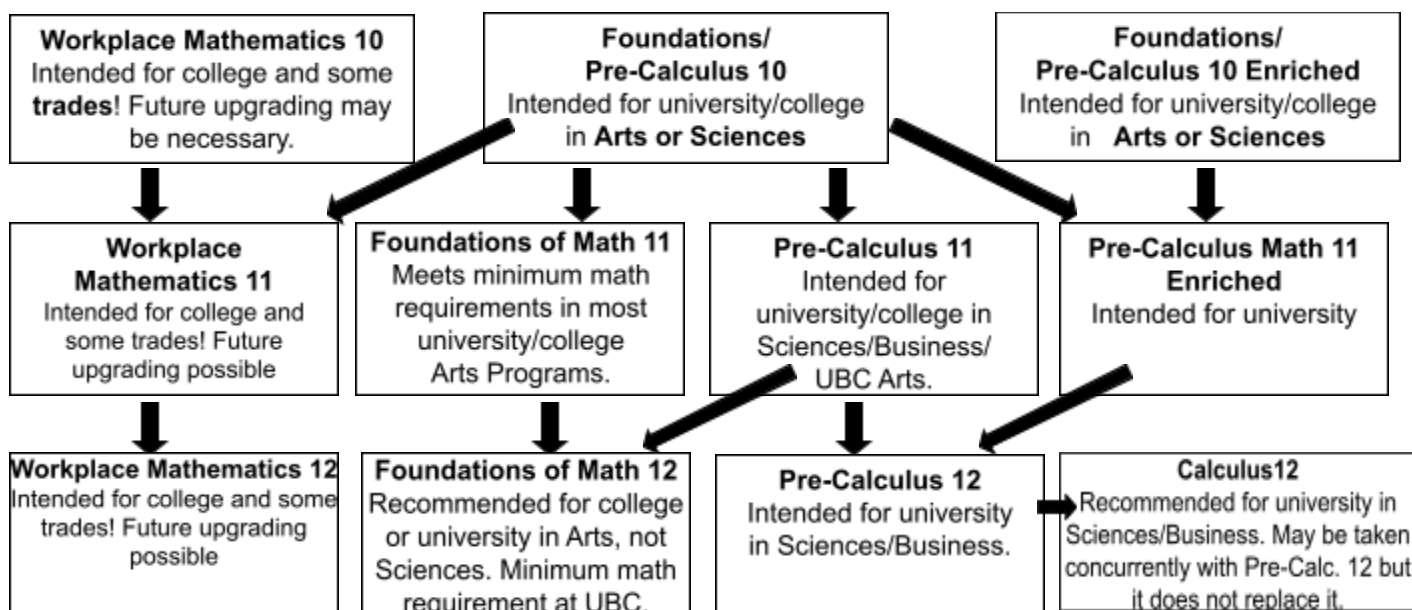 Workplace Mathematics 10
Intended for college and some
trades! Future upgrading may
be necessary.
Foundations/
Pre-Calculus 10
Intended for university/college
in Arts or Sciences
Foundations/
Pre-Calculus 10 Enriched
Intended for university/college
in Arts or Sciences
Workplace
Mathematics 11
Intended for college and
some trades! Future
upgrading possible
Foundations of Math 11
Meets minimum math
requirements in most
university/college
Arts Programs.
Pre-Calculus 11
Intended for
university/college in
Sciences/Business/
UBC Arts.
Pre-Calculus Math 11
Enriched
Intended for university
Workplace Mathematics 12
Intended for college and some
trades! Future upgrading
possible
Foundations of Math 12
Recommended for college
or university in Arts, not
Sciences. Minimum math
requirement at UBC.
Pre-Calculus 12
Intended for university
in Sciences/Business.
Calculus12
Recommended for university in
Sciences/Business. May be taken
concurrently with Pre-Calc. 12 but
it does not replace it.